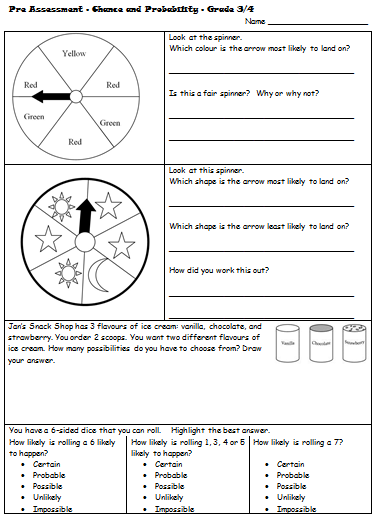 Pre Assessment - Chance and Probability - Grade 3/4
Name
Yellow
Red
Red
Green
Green
Red
Look at the spinner.
Which colour is the arrow most likely to land on?
Is this a fair spinner? Why or why not?
Look at this spinner.
Which shape is the arrow most likely to land on?
Which shape is the arrow least likely to land on?
How did you work this out?
Jan's Snack Shop has 3 flavours of ice cream: vanilla, chocolate, and
strawberry. You order 2 scoops. You want two different flavours
of ice cream. How many possibilities do you have to choose from? Draw
your answer.
Vanilla
Chocolate
Strawberry
You have a 6-sided dice that you can roll. Highlight the best answer.
How likely is rolling a 6 likely
to happen?
• Certain
• Probable
• Possible
• Unlikely
• Impossible
How likely is rolling 1, 3, 4 or 5
likely to happen?
• Certain
• Probable
• Possible
• Unlikely
• Impossible
How likely is rolling a 7?
• Certain
• Probable
• Possible
• Unlikely
• Impossible